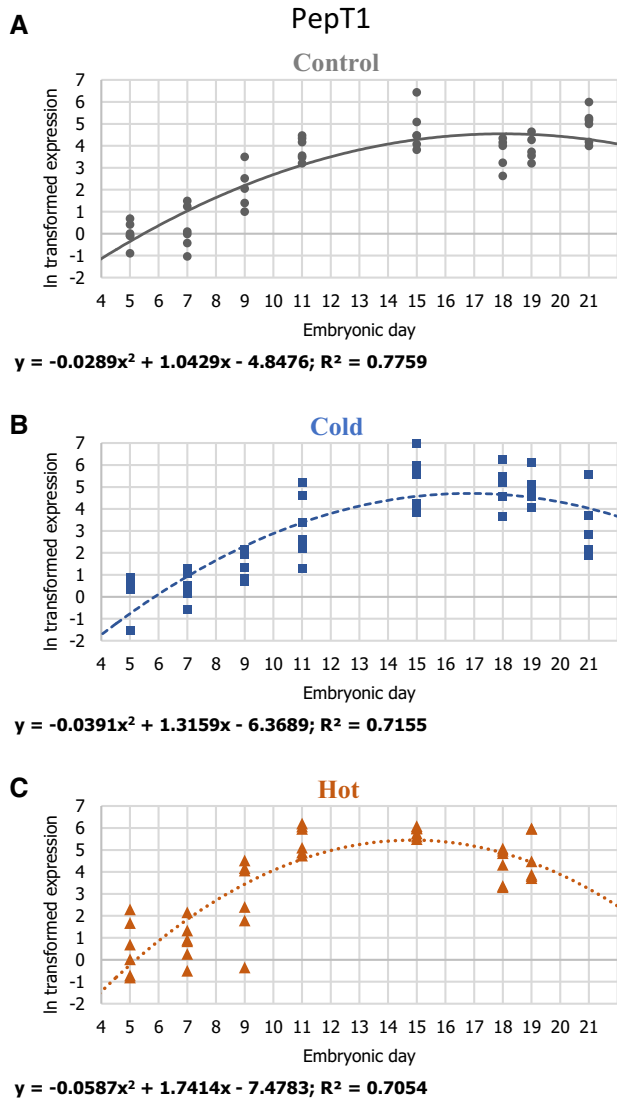 PepT1
A
Control
ln transformed expression
7
6
5
4
3
2
1
0
-1
-2
4 5 6 7 8 9 10 11 12 13 14 15 16 17 18 19 20 21
Embryonic day
y = -0.0289x² + 1.0429x - 4.8476; R² = 0.7759
B
Cold
ln transformed expression
7
6
5
4
3
2
1
0
-1
-2
4 5 6 7 8 9 10 11 12 13 14 15 16 17 18 19 20 21
Embryonic day
y = -0.0391x² + 1.3159x - 6.3689; R² = 0.7155
C
Hot
ln transformed expression
7
6
5
4
3
2
1
0
-1
-2
4 5 6 7 8 9 10 11 12 13 14 15 16 17 18 19 20 21
Embryonic day
y = -0.0587x² + 1.7414x - 7.4783; R² = 0.7054